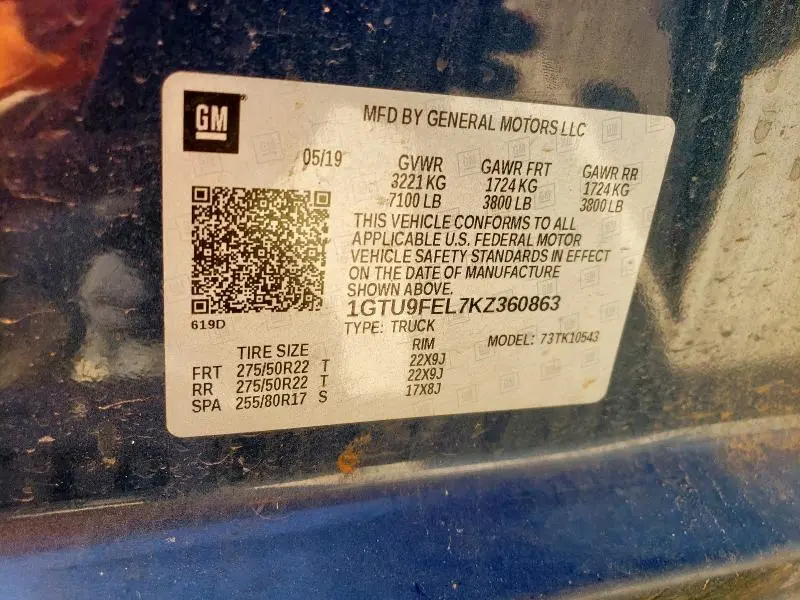 GM
MFD BY GENERAL MOTORS LLC
05/19 GVWR GAWR FRT GAWR RR
3221 KG 1724 KG 1724 KG
7100 LB 3800 LB 3800 LB
THIS VEHICLE CONFORMS TO ALL
APPLICABLE U.S. FEDERAL MOTOR
VEHICLE SAFETY STANDARDS IN EFFECT
ON THE DATE OF MANUFACTURE
SHOWN ABOVE.
1GTU9FEL7KZ360863
619D
TYPE: TRUCK
MODEL: 73TK10543
TIRE SIZE RIM
FRT 275/50R22 T 22X9J
RR 275/50R22 T 22X9J
SPA 255/80R17 S 17X8J